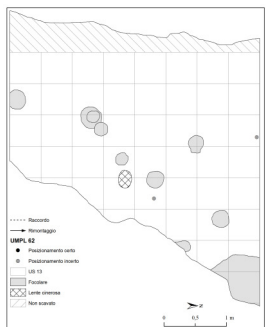 Raccordo
Rimontaggio
UMPL 62
Posizionamento certo
Posizionamento incerto
US 13
Focolare
Lente cinerosa
Non scavato
z
0 0,5 1 m